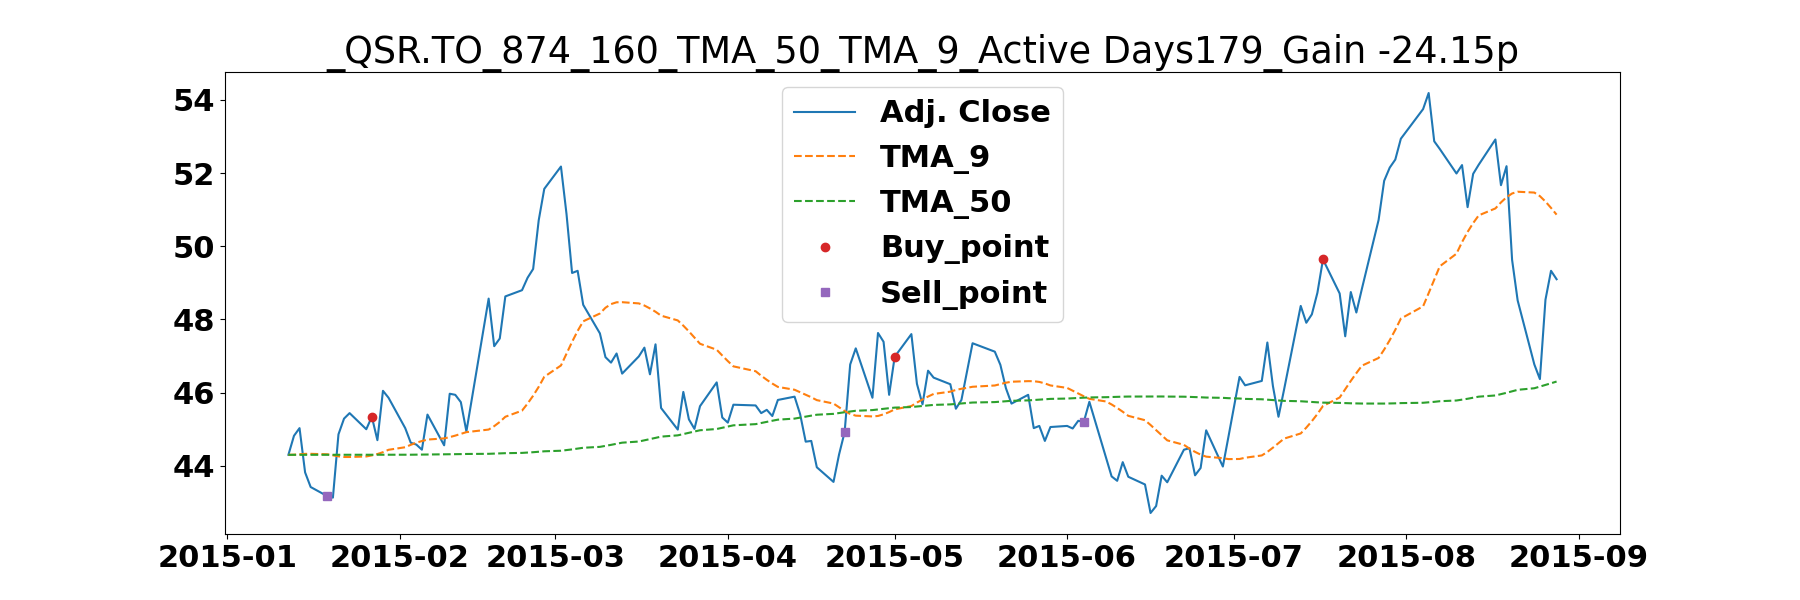 _QSR.TO_874_160_TMA_50_TMA_9_Active Days179_Gain -24.15p
54
52
50
48
46
44
Adj. Close
TMA_9
TMA_50
Buy_point
Sell_point
2015-01 2015-02 2015-03 2015-04 2015-05 2015-06 2015-07 2015-08 2015-09